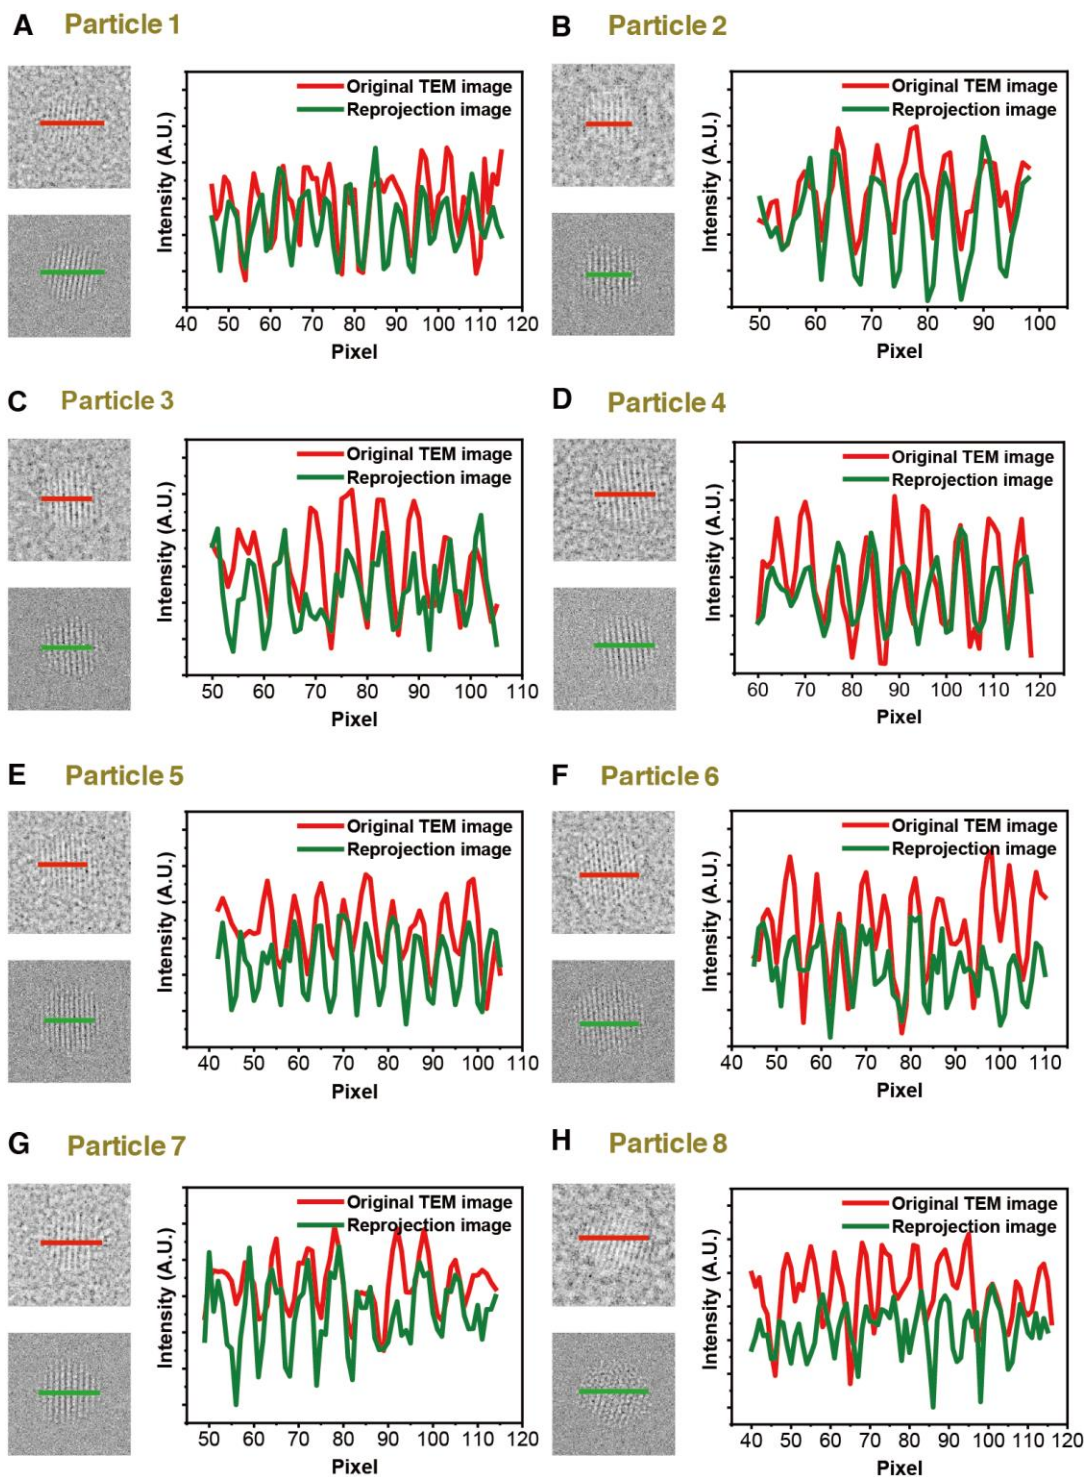 A Particle 1
Original TEM image
Reprojection image
Intensity (A.U.)
40 50 60 70 80 90 100 110 120
Pixel
B Particle 2
Original TEM image
Reprojection image
Intensity (A.U.)
50 60 70 80 90 100
Pixel
C Particle 3
Original TEM image
Reprojection image
Intensity (A.U.)
50 60 70 80 90 100 110
Pixel
D Particle 4
Original TEM image
Reprojection image
Intensity (A.U.)
60 70 80 90 100 110 120
Pixel
E Particle 5
Original TEM image
Reprojection image
Intensity (A.U.)
40 50 60 70 80 90 100 110
Pixel
F Particle 6
Original TEM image
Reprojection image
Intensity (A.U.)
40 50 60 70 80 90 100 110
Pixel
G Particle 7
Original TEM image
Reprojection image
Intensity (A.U.)
50 60 70 80 90 100 110 120
Pixel
H Particle 8
Original TEM image
Reprojection image
Intensity (A.U.)
40 50 60 70 80 90 100 110 120
Pixel